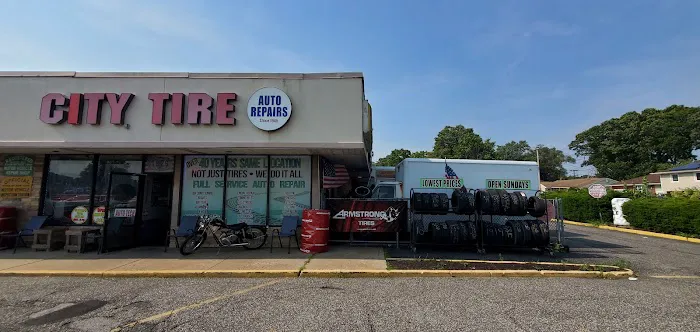 CITY TIRE
AUTO
REPAIRS
OVER 40 YEARS SAME LOCATION
NOT JUST TIRES - WE DO IT ALL
FULL SERVICE AUTO REPAIR
ARMSTRONG
TIRES
LOWEST PRICES
OPEN SUNDAYS